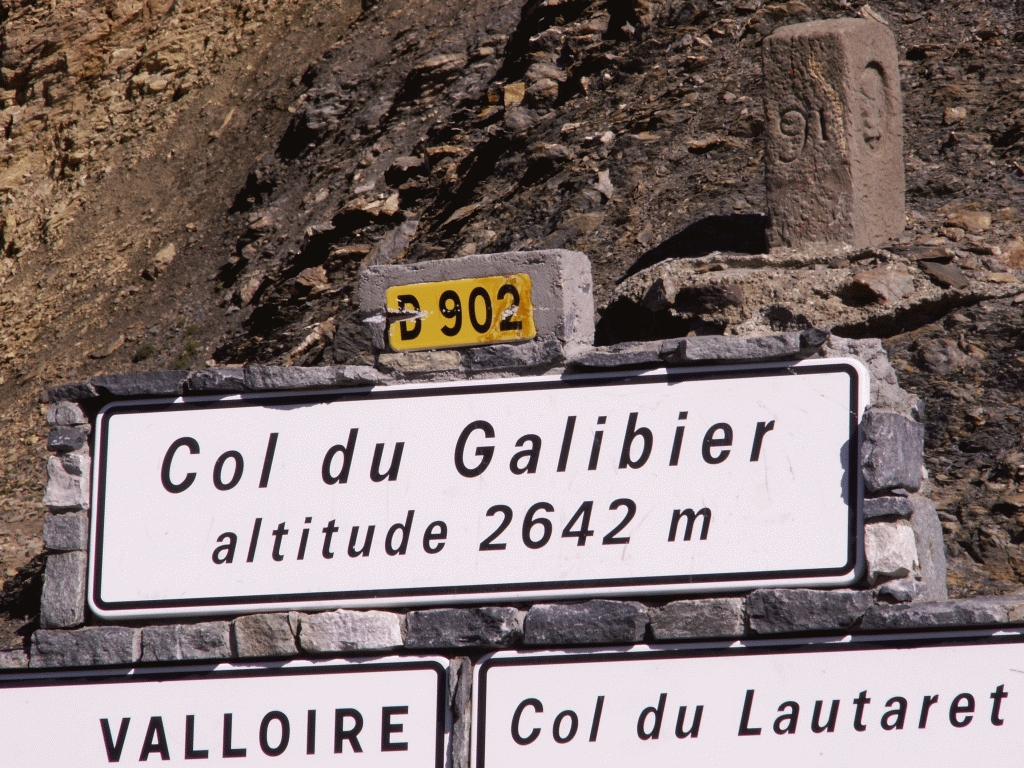 91
D 902
Col du Galibier
altitude 2642 m
VALLOIRE
Col du Lautaret